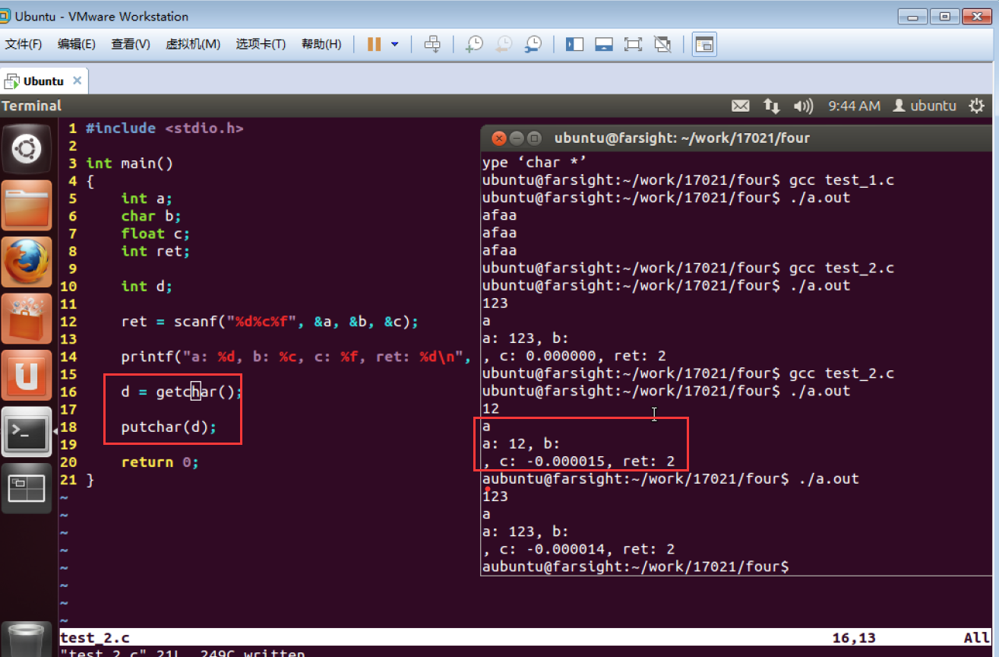 Ubuntu - VMware Workstation
文件(F) 编辑(E) 查看(V) 虚拟机(M) 选项卡(T) 帮助(H)
Ubuntu
Terminal 9:44 AM ubuntu
1 #include <stdio.h>
2
3 int main()
4 {
5 int a;
6 char b;
7 float c;
8 int ret;
9
10 int d;
11
12 ret = scanf("%d%c%f", &a, &b, &c);
13
14 printf("a: %d, b: %c, c: %f, ret: %d\n",
15
16 d = getchar();
17
18 putchar(d);
19
20 return 0;
21 }
~
~
~
~
~
~
~
~
test_2.c 16,13 All
"test_2.c" 21L, 249C written
ubuntu@farsight: ~/work/17021/four
ype ‘char *’
ubuntu@farsight:~/work/17021/four$ gcc test_1.c
ubuntu@farsight:~/work/17021/four$ ./a.out
afaa
afaa
afaa
ubuntu@farsight:~/work/17021/four$ gcc test_2.c
ubuntu@farsight:~/work/17021/four$ ./a.out
123
a
a: 123, b:
, c: 0.000000, ret: 2
ubuntu@farsight:~/work/17021/four$ gcc test_2.c
ubuntu@farsight:~/work/17021/four$ ./a.out
12
a
a: 12, b:
, c: -0.000015, ret: 2
aubuntu@farsight:~/work/17021/four$ ./a.out
123
a
a: 123, b:
, c: -0.000014, ret: 2
aubuntu@farsight:~/work/17021/four$